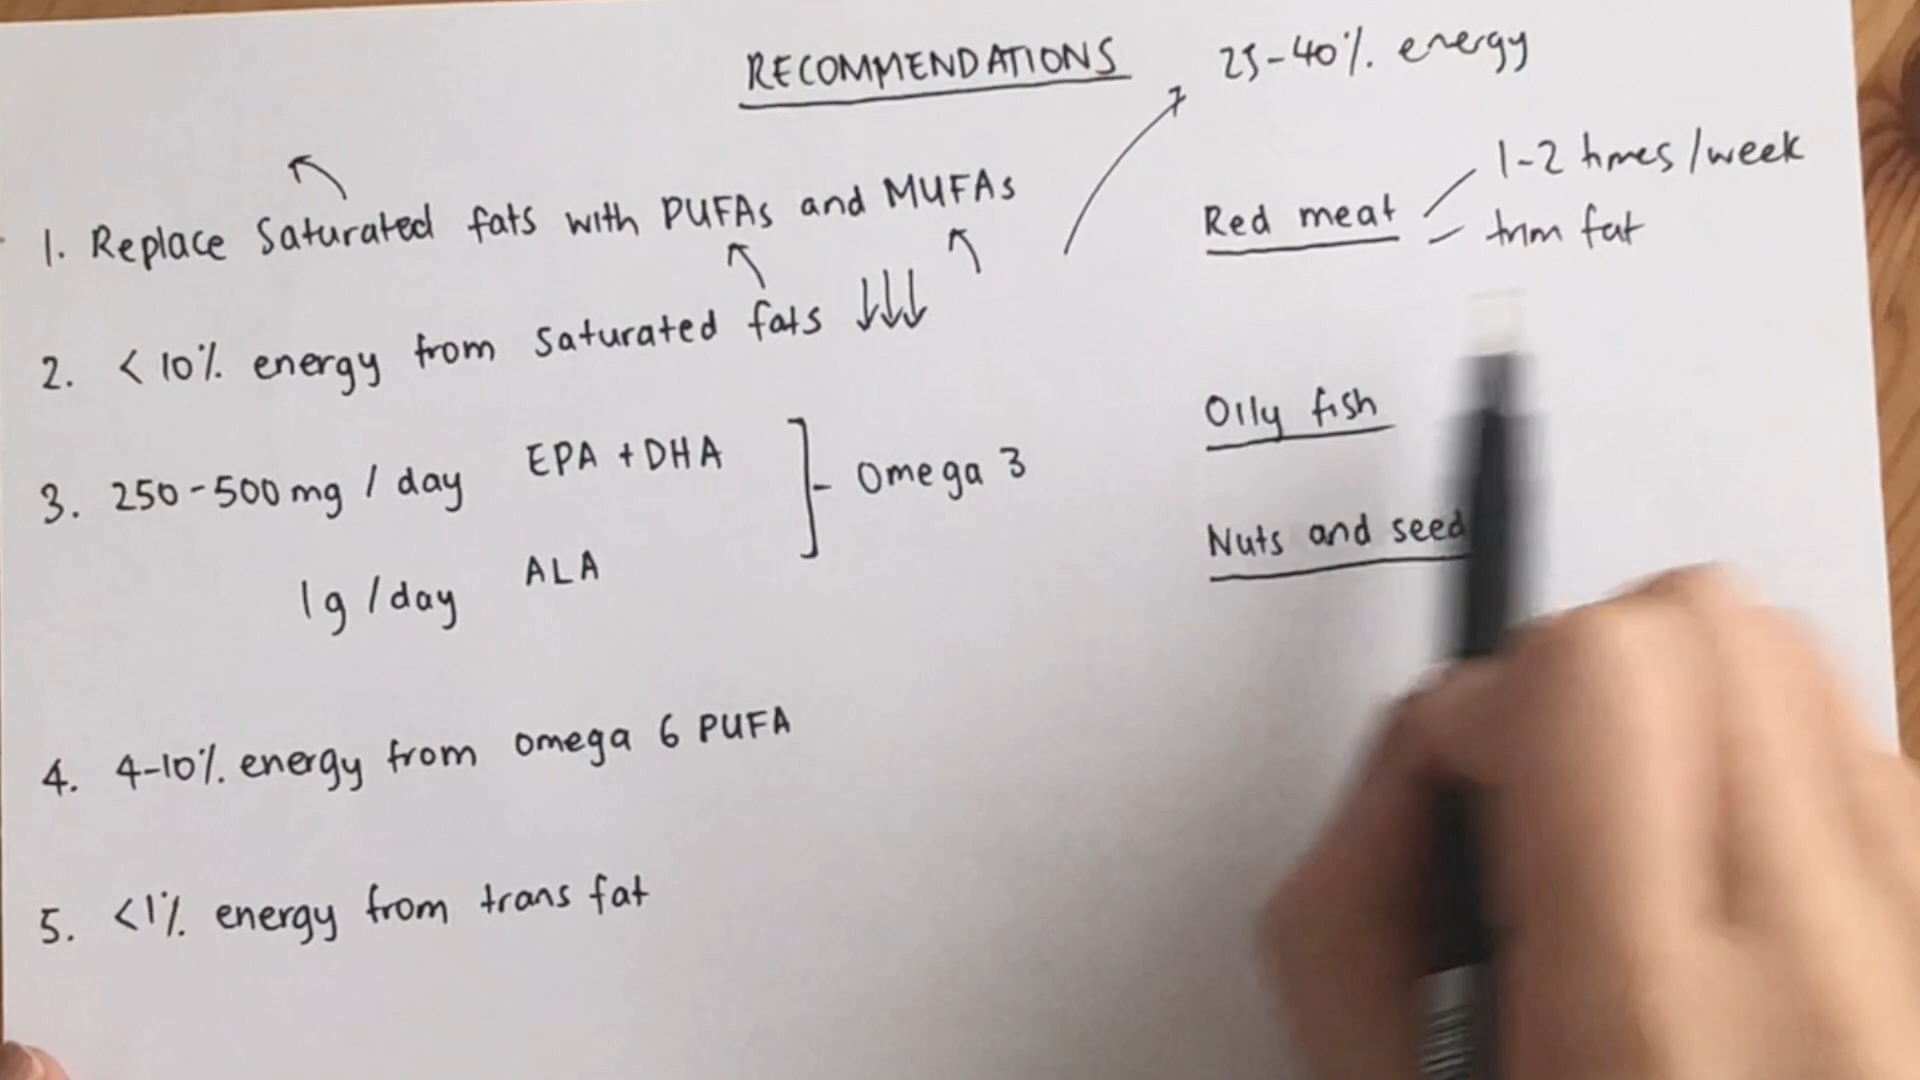 RECOMMENDATIONS
25-40% energy
1. Replace Saturated fats with PUFAs and MUFAs
2. < 10% energy from saturated fats ↓↓↓
3. 250-500mg / day EPA + DHA
1g /day ALA
Omega 3
4. 4-10% energy from omega 6 PUFA
5. <1% energy from trans fat
Red meat
1-2 times /week
trim fat
Oily fish
Nuts and seed